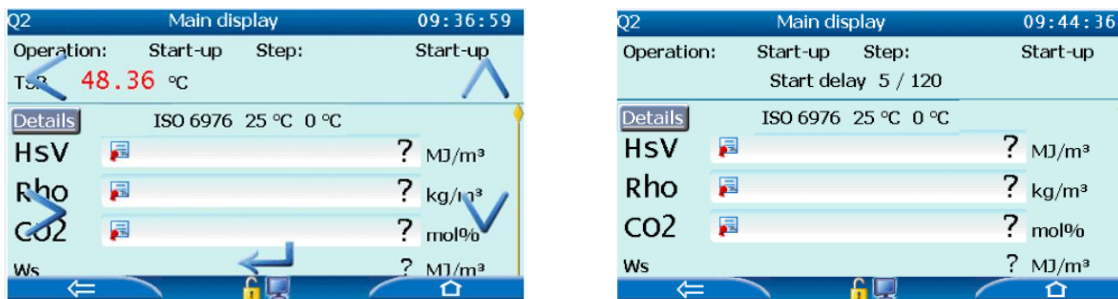 Q2 Main display 09:36:59
Operation: Start-up Step: Start-up
TSB 48.36 °C
Details ISO 6976 25 °C 0 °C
HsV ? MJ/m³
Rho ? kg/m³
CO2 ? mol%
Ws ? MJ/m³
Q2 Main display 09:44:36
Operation: Start-up Step: Start-up
Start delay 5 / 120
Details ISO 6976 25 °C 0 °C
HsV ? MJ/m³
Rho ? kg/m³
CO2 ? mol%
Ws ? MJ/m³